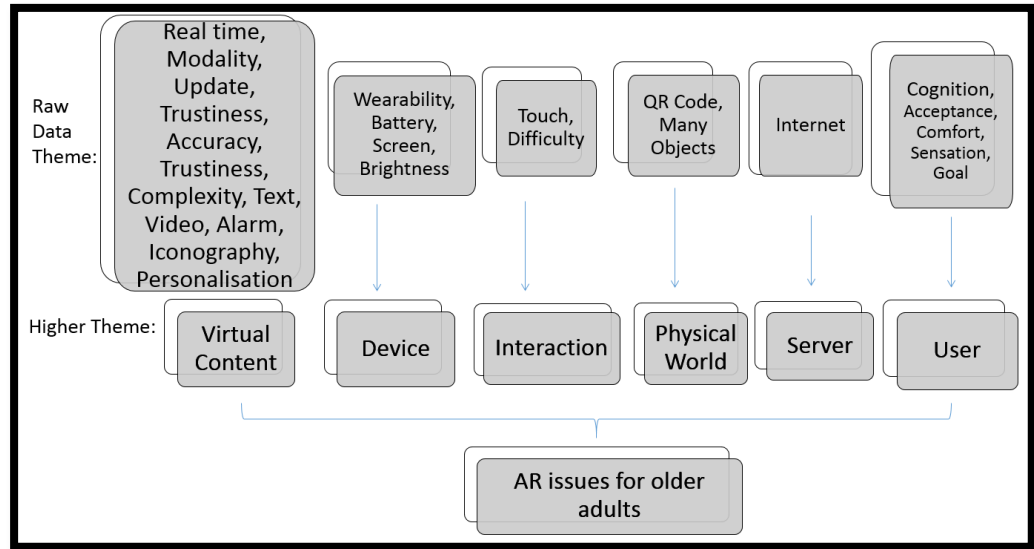 Raw
Data
Theme:
Real time,
Modality,
Update,
Trustiness,
Accuracy,
Trustiness,
Complexity, Text,
Video, Alarm,
Iconography,
Personalisation
Wearability,
Battery,
Screen,
Brightness
Touch,
Difficulty
QR Code,
Many
Objects
Internet
Cognition,
Acceptance,
Comfort,
Sensation,
Goal
Higher Theme:
Virtual
Content
Device
Interaction
Physical
World
Server
User
AR issues for older
adults